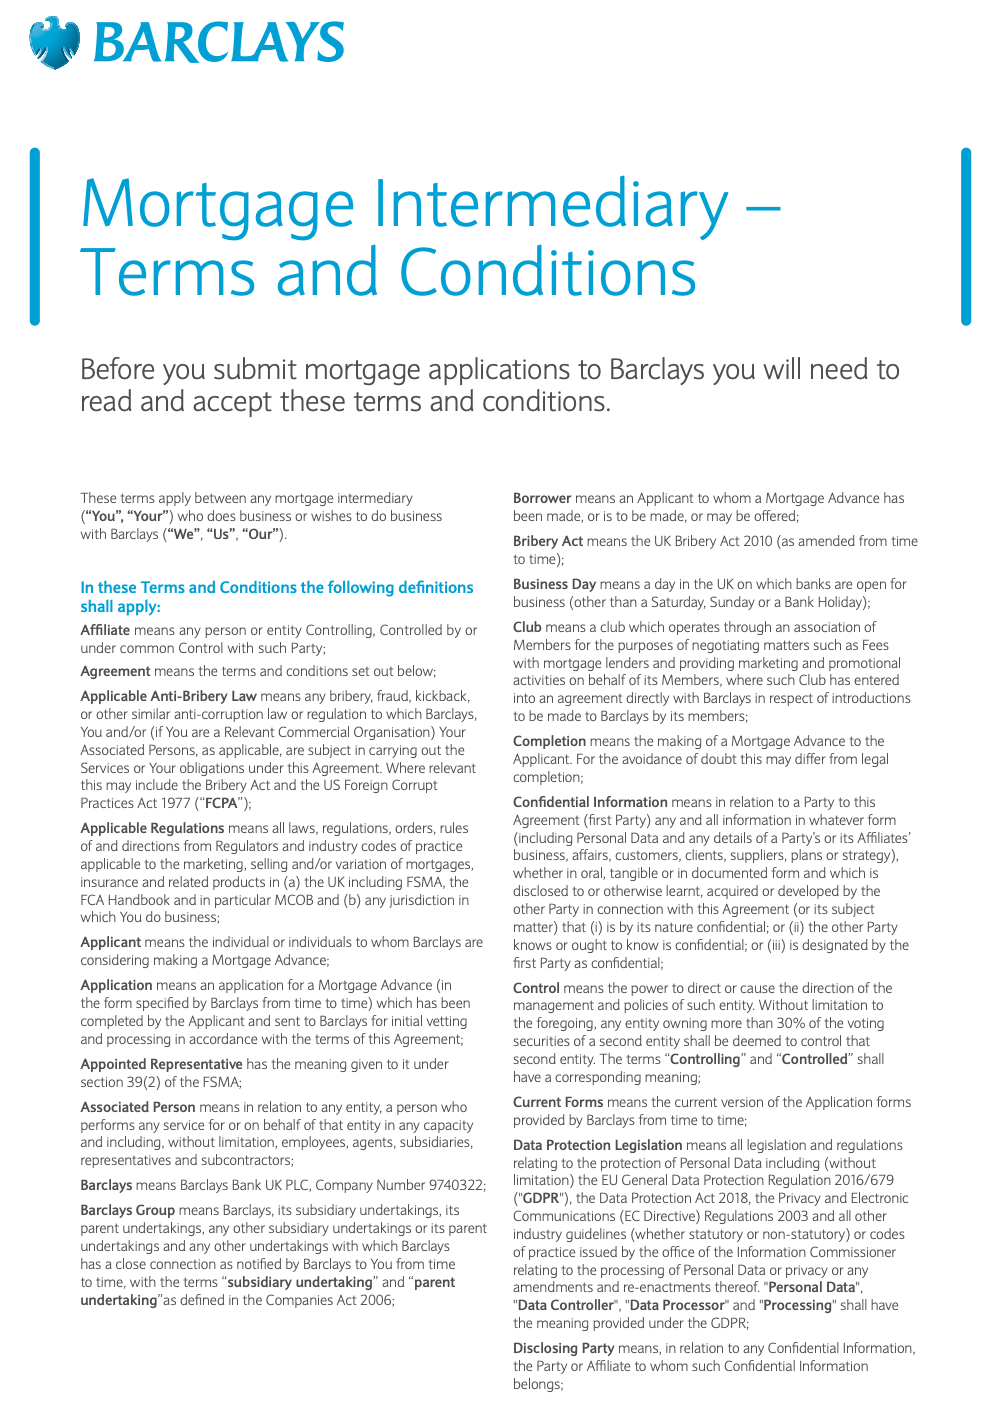 BARCLAYS
Mortgage Intermediary –
Terms and Conditions
Before you submit mortgage applications to Barclays you will need to
read and accept these terms and conditions.
These terms apply between any mortgage intermediary
(“You”, “Your”) who does business or wishes to do business
with Barclays (“We”, “Us”, “Our”).
In these Terms and Conditions the following definitions
shall apply:
Affiliate means any person or entity Controlling, Controlled by or
under common Control with such Party;
Agreement means the terms and conditions set out below;
Applicable Anti-Bribery Law means any bribery, fraud, kickback,
or other similar anti-corruption law or regulation to which Barclays,
You and/or (if You are a Relevant Commercial Organisation) Your
Associated Persons, as applicable, are subject in carrying out the
Services or Your obligations under this Agreement. Where relevant
this may include the Bribery Act and the US Foreign Corrupt
Practices Act 1977 (“FCPA”);
Applicable Regulations means all laws, regulations, orders, rules
of and directions from Regulators and industry codes of practice
applicable to the marketing, selling and/or variation of mortgages,
insurance and related products in (a) the UK including FSMA, the
FCA Handbook and in particular MCOB and (b) any jurisdiction in
which You do business;
Applicant means the individual or individuals to whom Barclays are
considering making a Mortgage Advance;
Application means an application for a Mortgage Advance (in
the form specified by Barclays from time to time) which has been
completed by the Applicant and sent to Barclays for initial vetting
and processing in accordance with the terms of this Agreement;
Appointed Representative has the meaning given to it under
section 39(2) of the FSMA;
Associated Person means in relation to any entity, a person who
performs any service for or on behalf of that entity in any capacity
and including, without limitation, employees, agents, subsidiaries,
representatives and subcontractors;
Barclays means Barclays Bank UK PLC, Company Number 9740322;
Barclays Group means Barclays, its subsidiary undertakings, its
parent undertakings, any other subsidiary undertakings or its parent
undertakings and any other undertakings with which Barclays
has a close connection as notified by Barclays to You from time
to time, with the terms “subsidiary undertaking” and “parent
undertaking”as defined in the Companies Act 2006;
Borrower means an Applicant to whom a Mortgage Advance has
been made, or is to be made, or may be offered;
Bribery Act means the UK Bribery Act 2010 (as amended from time
to time);
Business Day means a day in the UK on which banks are open for
business (other than a Saturday, Sunday or a Bank Holiday);
Club means a club which operates through an association of
Members for the purposes of negotiating matters such as Fees
with mortgage lenders and providing marketing and promotional
activities on behalf of its Members, where such Club has entered
into an agreement directly with Barclays in respect of introductions
to be made to Barclays by its members;
Completion means the making of a Mortgage Advance to the
Applicant. For the avoidance of doubt this may differ from legal
completion;
Confidential Information means in relation to a Party to this
Agreement (first Party) any and all information in whatever form
(including Personal Data and any details of a Party’s or its Affiliates’
business, affairs, customers, clients, suppliers, plans or strategy),
whether in oral, tangible or in documented form and which is
disclosed to or otherwise learnt, acquired or developed by the
other Party in connection with this Agreement (or its subject
matter) that (i) is by its nature confidential; or (ii) the other Party
knows or ought to know is confidential; or (iii) is designated by the
first Party as confidential;
Control means the power to direct or cause the direction of the
management and policies of such entity. Without limitation to
the foregoing, any entity owning more than 30% of the voting
securities of a second entity shall be deemed to control that
second entity. The terms “Controlling” and “Controlled” shall
have a corresponding meaning;
Current Forms means the current version of the Application forms
provided by Barclays from time to time;
Data Protection Legislation means all legislation and regulations
relating to the protection of Personal Data including (without
limitation) the EU General Data Protection Regulation 2016/679
("GDPR"), the Data Protection Act 2018, the Privacy and Electronic
Communications (EC Directive) Regulations 2003 and all other
industry guidelines (whether statutory or non-statutory) or codes
of practice issued by the office of the Information Commissioner
relating to the processing of Personal Data or privacy or any
amendments and re-enactments thereof. "Personal Data",
"Data Controller", "Data Processor" and "Processing" shall have
the meaning provided under the GDPR;
Disclosing Party means, in relation to any Confidential Information,
the Party or Affiliate to whom such Confidential Information
belongs;